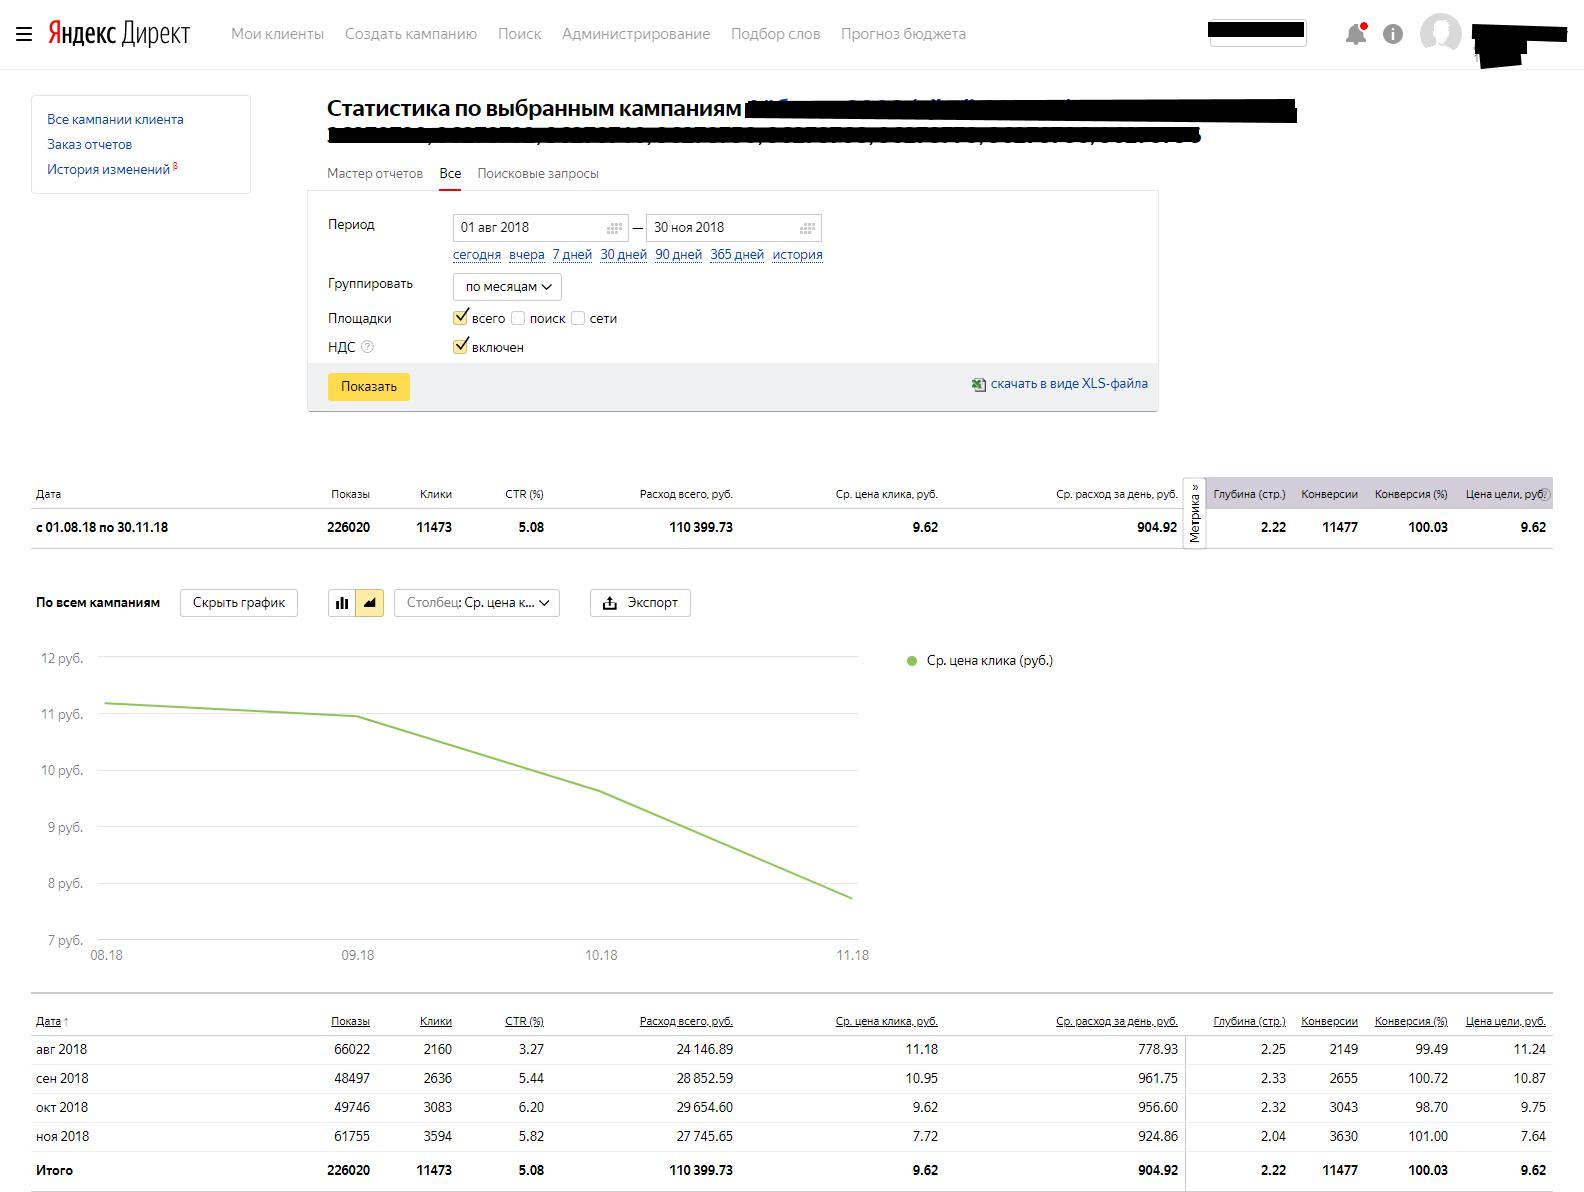 Яндекс Директ Мои клиенты Создать кампанию Поиск Администрирование Подбор слов Прогноз бюджета
Все кампании клиента
Заказ отчетов
История изменений β
Статистика по выбранным кампаниям
Мастер отчетов Все Поисковые запросы
Период 01 авг 2018 — 30 ноя 2018
сегодня вчера 7 дней 30 дней 90 дней 365 дней история
Группировать по месяцам
Площадки всего поиск сети
НДС ? включен
Показать скачать в виде XLS-файла
Дата Показы Клики CTR (%) Расход всего, руб. Ср. цена клика, руб. Ср. расход за день, руб. Глубина (стр.) Конверсии Конверсия (%) Цена цели, руб. ?
Метрика »
с 01.08.18 по 30.11.18 226020 11473 5.08 110 399.73 9.62 904.92 2.22 11477 100.03 9.62
По всем кампаниям Скрыть график Столбец: Ср. цена к... Экспорт
12 руб.
Ср. цена клика (руб.)
11 руб.
10 руб.
9 руб.
8 руб.
7 руб.
08.18 09.18 10.18 11.18
Дата ↑ Показы Клики CTR (%) Расход всего, руб. Ср. цена клика, руб. Ср. расход за день, руб. Глубина (стр.) Конверсии Конверсия (%) Цена цели, руб.
авг 2018 66022 2160 3.27 24 146.89 11.18 778.93 2.25 2149 99.49 11.24
сен 2018 48497 2636 5.44 28 852.59 10.95 961.75 2.33 2655 100.72 10.87
окт 2018 49746 3083 6.20 29 654.60 9.62 956.60 2.32 3043 98.70 9.75
ноя 2018 61755 3594 5.82 27 745.65 7.72 924.86 2.04 3630 101.00 7.64
Итого 226020 11473 5.08 110 399.73 9.62 904.92 2.22 11477 100.03 9.62